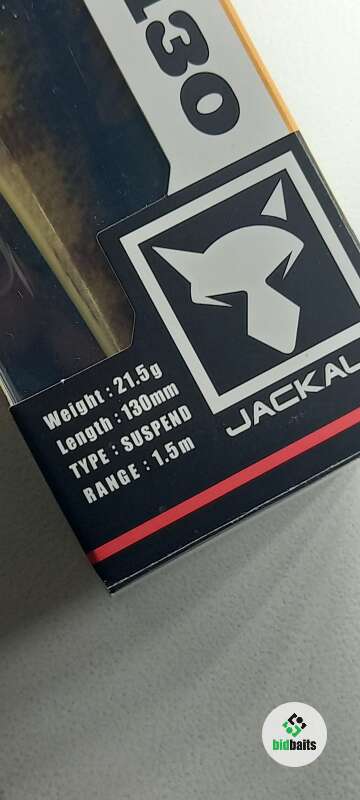 130
Weight : 21.5g
Length : 130mm
TYPE : SUSPEND
RANGE : 1.5m
JACKAL
bidbaits